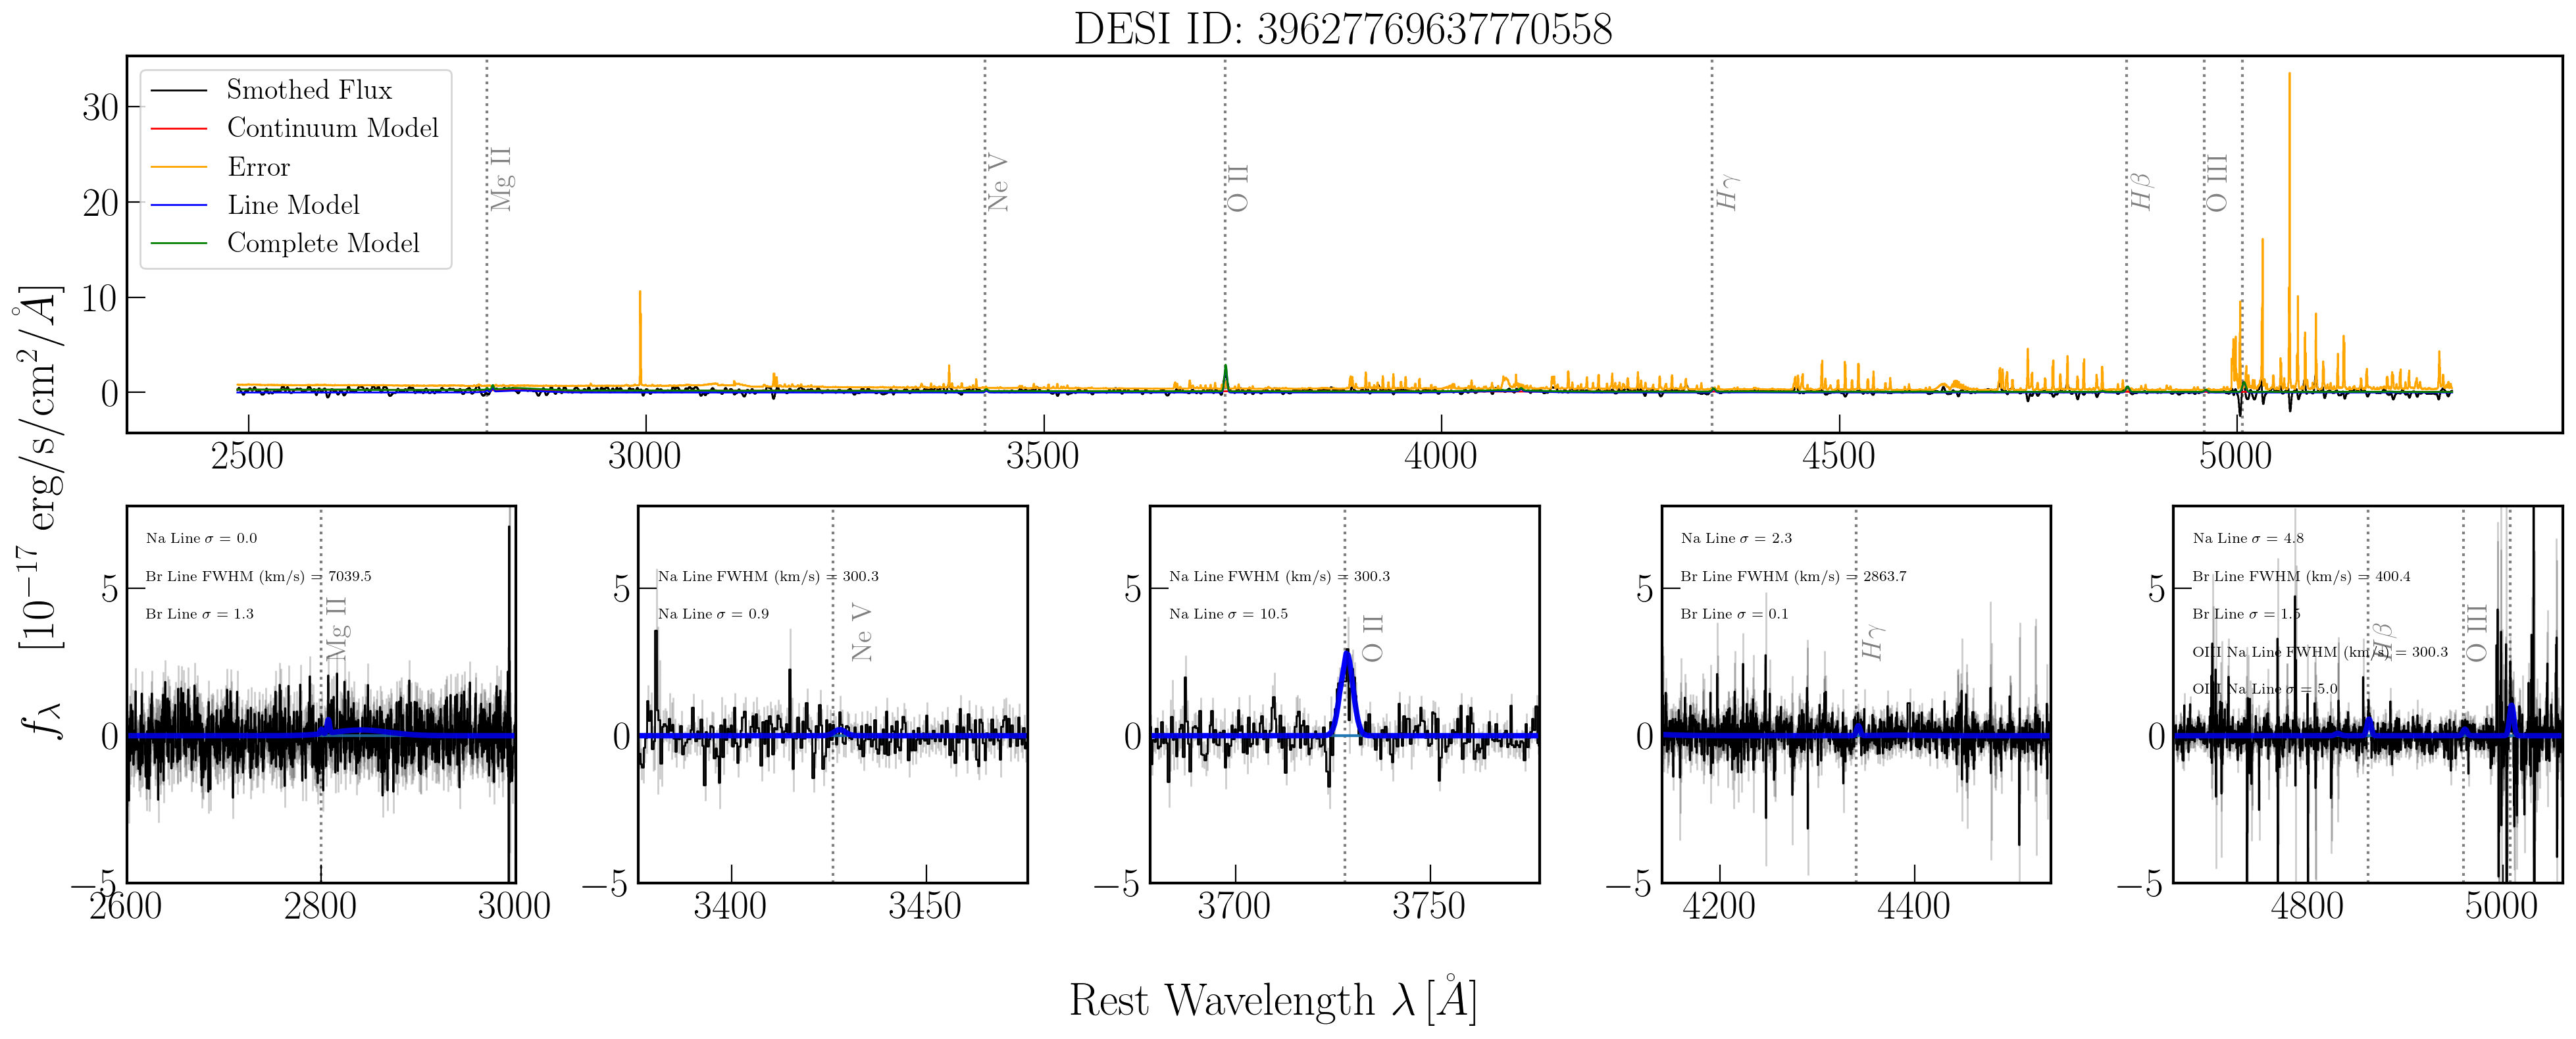 DESI ID: 39627769637770558
Smothed Flux
Continuum Model
Error
Line Model
Complete Model
Mg II
Ne V
O II
Hγ
Hβ
O III
30
20
10
0
2500 3000 3500 4000 4500 5000
f_λ [10^−17 erg/s/cm^2/Å]
Na Line σ = 0.0
Br Line FWHM (km/s) = 7039.5
Br Line σ = 1.3
Mg II
5
0
−5
2600 2800 3000
Na Line FWHM (km/s) = 300.3
Na Line σ = 0.9
Ne V
5
0
−5
3400 3450
Na Line FWHM (km/s) = 300.3
Na Line σ = 10.5
O II
5
0
−5
3700 3750
Na Line σ = 2.3
Br Line FWHM (km/s) = 2863.7
Br Line σ = 0.1
Hγ
5
0
−5
4200 4400
Na Line σ = 4.8
Br Line FWHM (km/s) = 400.4
Br Line σ = 1.5
OIII Na Line FWHM (km/s) = 300.3
OIII Na Line σ = 5.0
Hβ
O III
5
0
−5
4800 5000
Rest Wavelength λ [Å]